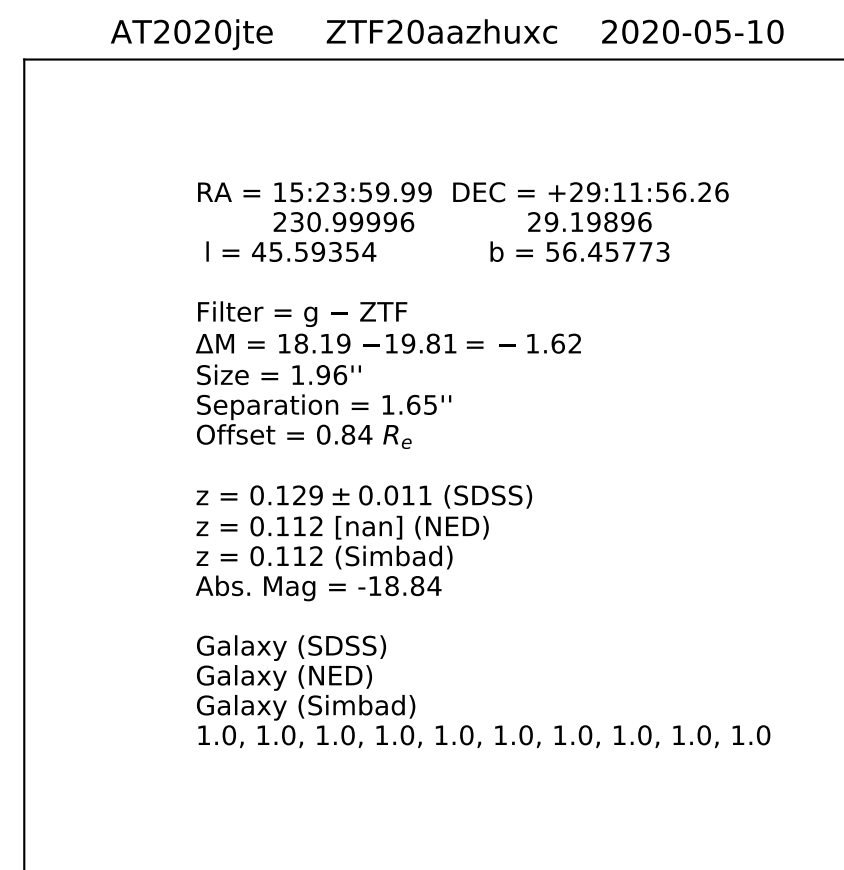 AT2020jte ZTF20aazhuxc 2020-05-10
RA = 15:23:59.99 DEC = +29:11:56.26
230.99996 29.19896
l = 45.59354 b = 56.45773
Filter = g − ZTF
ΔM = 18.19 −19.81 = − 1.62
Size = 1.96''
Separation = 1.65''
Offset = 0.84 Re
z = 0.129 ± 0.011 (SDSS)
z = 0.112 [nan] (NED)
z = 0.112 (Simbad)
Abs. Mag = -18.84
Galaxy (SDSS)
Galaxy (NED)
Galaxy (Simbad)
1.0, 1.0, 1.0, 1.0, 1.0, 1.0, 1.0, 1.0, 1.0, 1.0